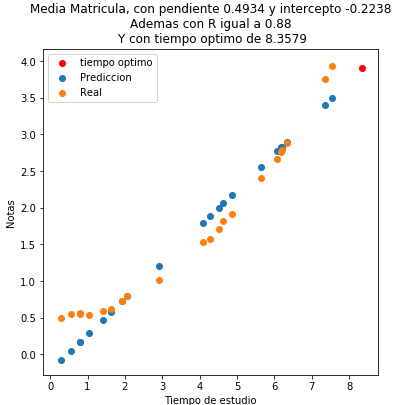 Media Matricula, con pendiente 0.4934 y intercepto -0.2238
Ademas con R igual a 0.88
Y con tiempo optimo de 8.3579
tiempo optimo
Prediccion
Real
4.0
3.5
3.0
2.5
2.0
1.5
1.0
0.5
0.0
Notas
0 1 2 3 4 5 6 7 8
Tiempo de estudio